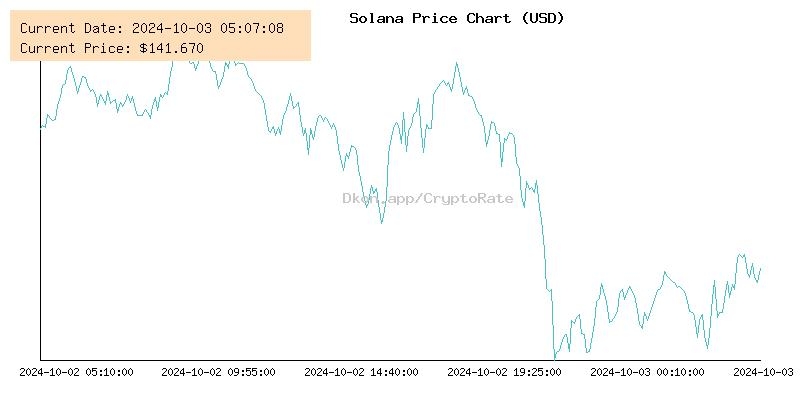 Solana Price Chart (USD)
Current Date: 2024-10-03 05:07:08
Current Price: $141.670
Dkon.app/CryptoRate
2024-10-02 05:10:00
2024-10-02 09:55:00
2024-10-02 14:40:00
2024-10-02 19:25:00
2024-10-03 00:10:00
2024-10-03